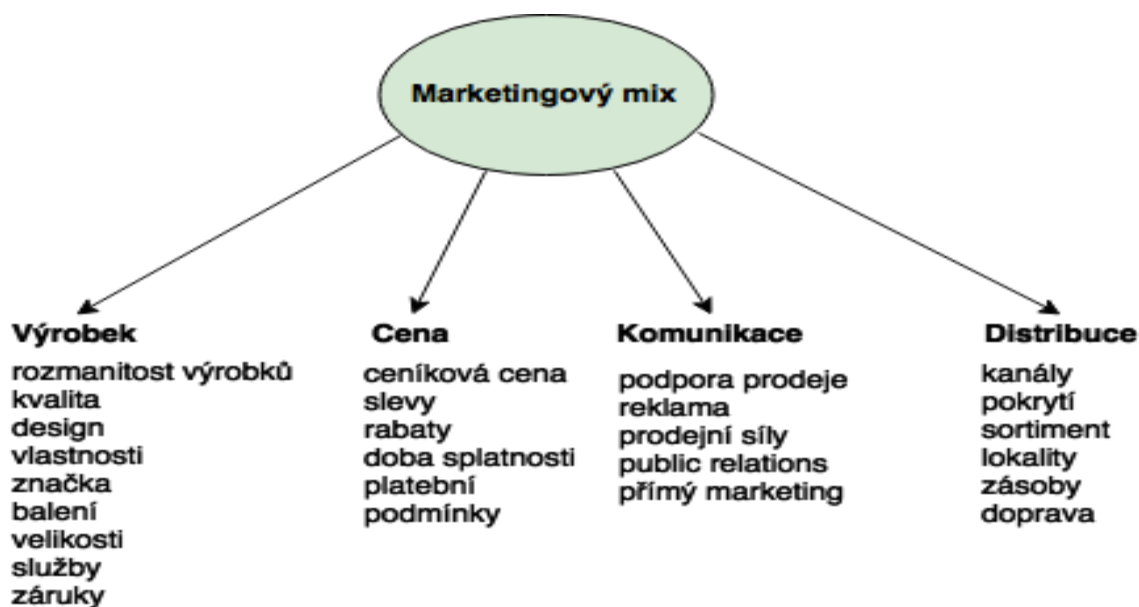 Marketingový mix
Výrobek
rozmanitost výrobků
kvalita
design
vlastnosti
značka
balení
velikosti
služby
záruky
Cena
ceníková cena
slevy
rabaty
doba splatnosti
platební
podmínky
Komunikace
podpora prodeje
reklama
prodejní síly
public relations
přímý marketing
Distribuce
kanály
pokrytí
sortiment
lokality
zásoby
doprava